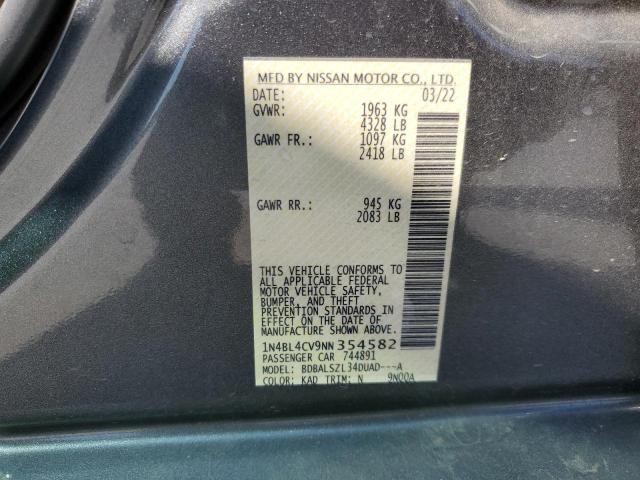 MFD BY NISSAN MOTOR CO., LTD.
DATE: 03/22
GVWR: 1963 KG
4328 LB
GAWR FR.: 1097 KG
2418 LB
GAWR RR.: 945 KG
2083 LB
THIS VEHICLE CONFORMS TO
ALL APPLICABLE FEDERAL
MOTOR VEHICLE SAFETY,
BUMPER, AND THEFT
PREVENTION STANDARDS IN
EFFECT ON THE DATE OF
MANUFACTURE SHOWN ABOVE.
1N4BL4CV9NN354582
PASSENGER CAR 744891
MODEL: BDBALSZL34DUAD---A
COLOR: KAD TRIM: N 9N00A